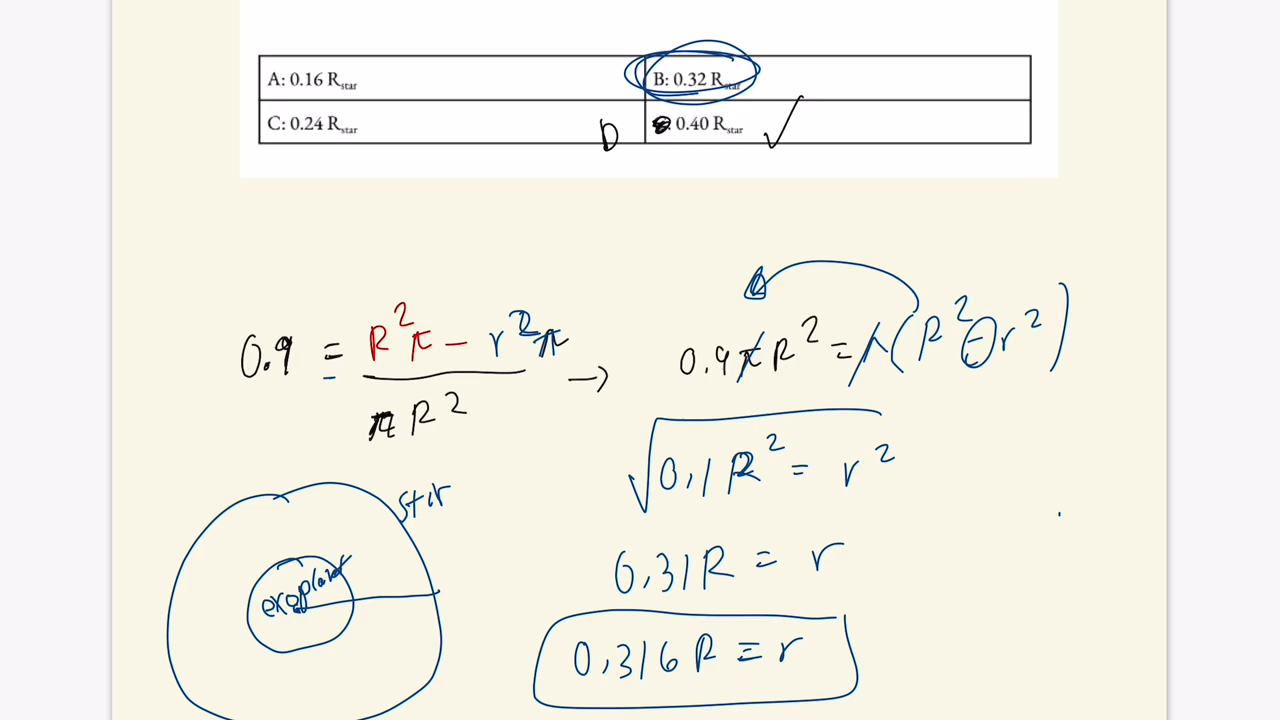 A: 0.16 Rstar
B: 0.32 Rstar
C: 0.24 Rstar
D 0.40 Rstar ✓
0.9 = R²π - r²π / πR² → 0.9πR² = π(R² - r²)
√0,1R² = r²
star
0,31R = r
exoplanet
0,316R = r